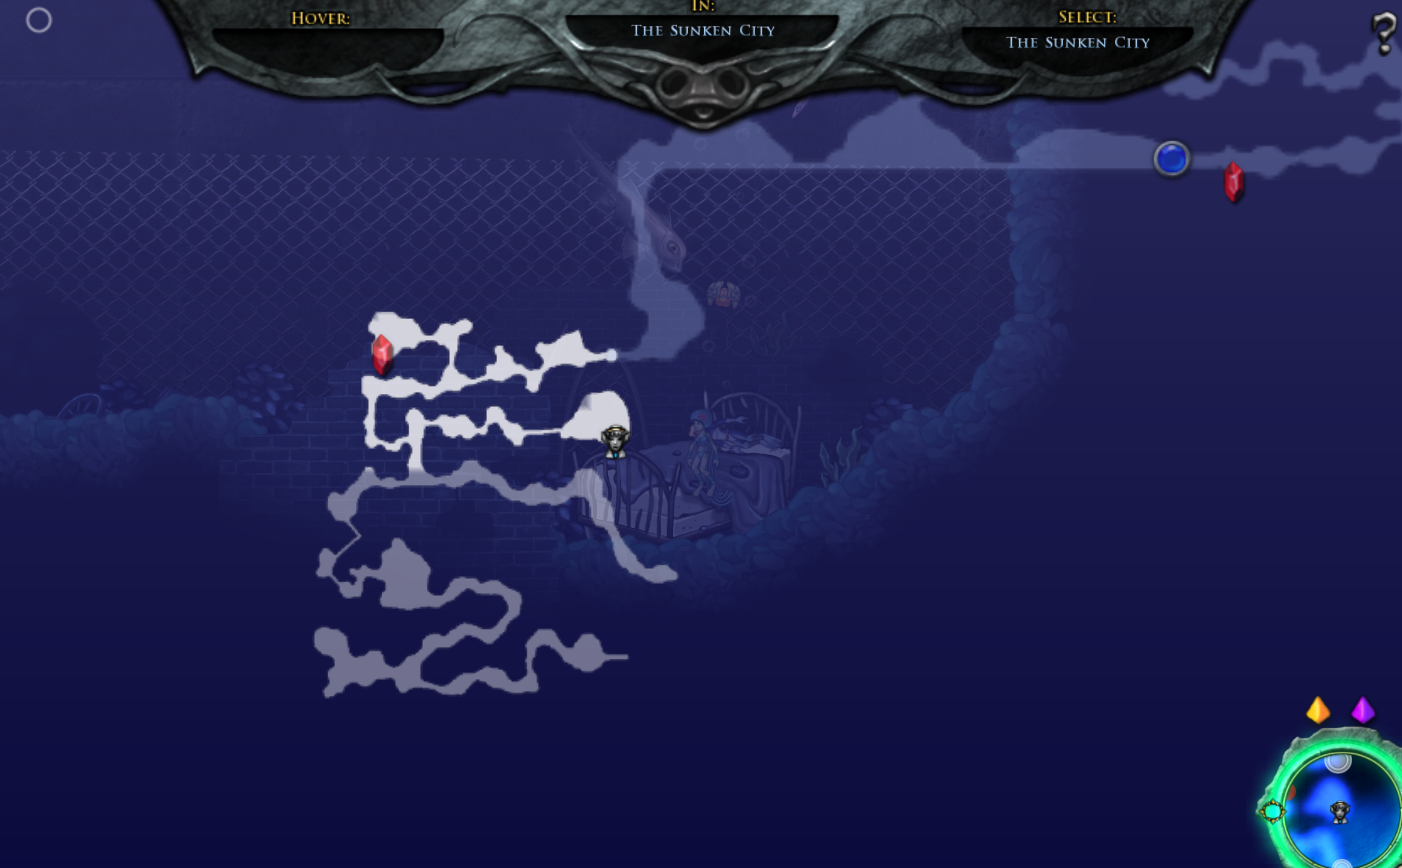 HOVER:
IN:
THE SUNKEN CITY
SELECT:
THE SUNKEN CITY
?